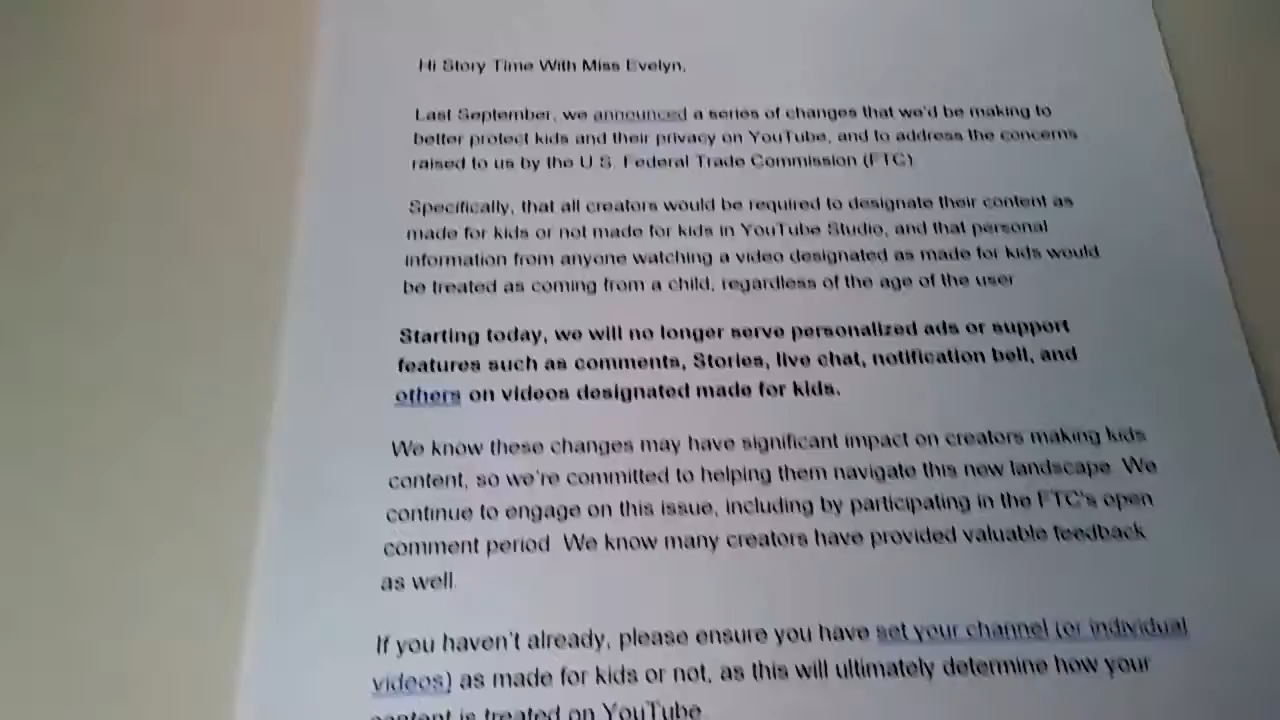 Hi Story Time With Miss Evelyn,
Last September, we announced a series of changes that we'd be making to
better protect kids and their privacy on YouTube, and to address the concerns
raised to us by the U.S. Federal Trade Commission (FTC)
Specifically, that all creators would be required to designate their content as
made for kids or not made for kids in YouTube Studio, and that personal
information from anyone watching a video designated as made for kids would
be treated as coming from a child, regardless of the age of the user
Starting today, we will no longer serve personalized ads or support
features such as comments, Stories, live chat, notification bell, and
others on videos designated made for kids.
We know these changes may have significant impact on creators making kids
content, so we're committed to helping them navigate this new landscape. We
continue to engage on this issue, including by participating in the FTC's open
comment period. We know many creators have provided valuable feedback
as well.
If you haven't already, please ensure you have set your channel (or individual
videos) as made for kids or not, as this will ultimately determine how your
content is treated on YouTube.